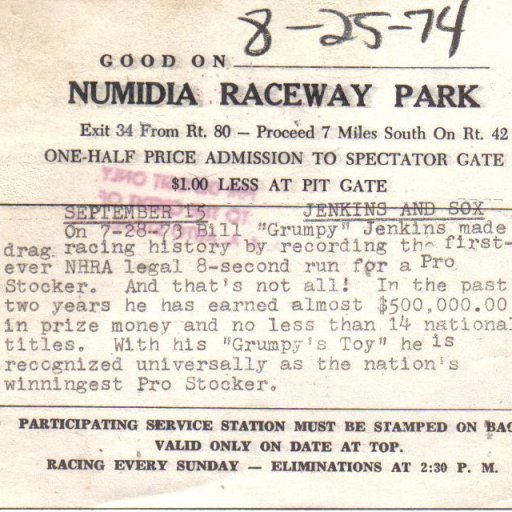 8-25-74
GOOD ON
NUMIDIA RACEWAY PARK
Exit 34 From Rt. 80 — Proceed 7 Miles South On Rt. 42
ONE-HALF PRICE ADMISSION TO SPECTATOR GATE
$1.00 LESS AT PIT GATE
SEPTEMBER 15 JENKINS AND SOX
On 7-28-73 Bill "Grumpy" Jenkins made
drag racing history by recording the first-
ever NHRA legal 8-second run for a Pro
Stocker. And that's not all! In the past
two years he has earned almost $500,000.00
in prize money and no less than 14 national
titles. With his "Grumpy's Toy" he is
recognized universally as the nation's
winningest Pro Stocker.
PARTICIPATING SERVICE STATION MUST BE STAMPED ON BAC
VALID ONLY ON DATE AT TOP.
RACING EVERY SUNDAY — ELIMINATIONS AT 2:30 P. M.